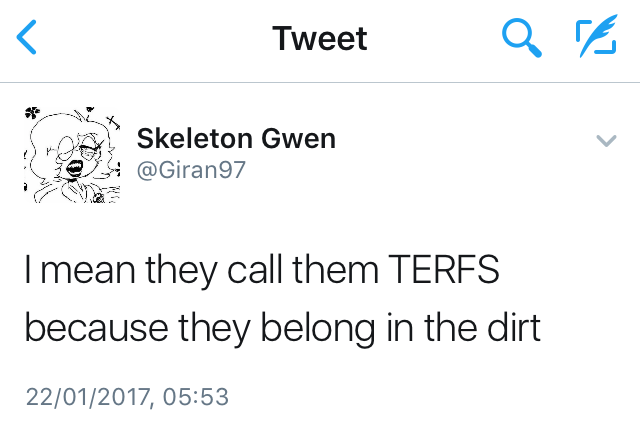 Tweet
Skeleton Gwen
@Giran97
I mean they call them TERFS
because they belong in the dirt
22/01/2017, 05:53